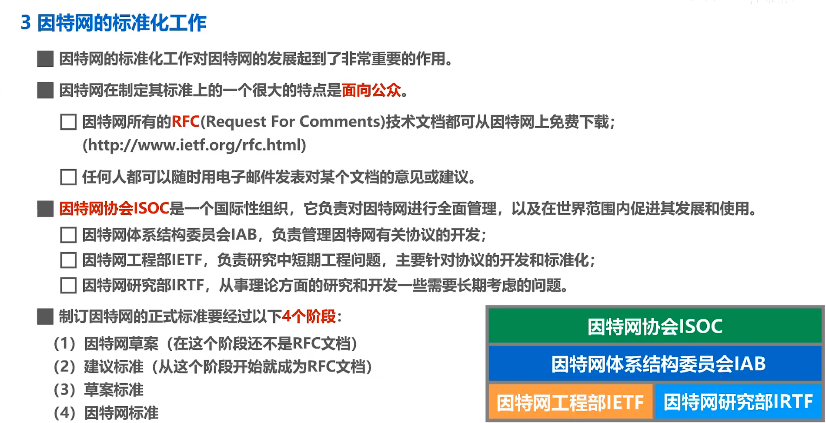 3 因特网的标准化工作
因特网的标准化工作对因特网的发展起到了非常重要的作用。
因特网在制定其标准上的一个很大的特点是面向公众。
因特网所有的RFC(Request For Comments)技术文档都可从因特网上免费下载；
(http://www.ietf.org/rfc.html)
任何人都可以随时用电子邮件发表对某个文档的意见或建议。
因特网协会ISOC是一个国际性组织，它负责对因特网进行全面管理，以及在世界范围内促进其发展和使用。
因特网体系结构委员会IAB，负责管理因特网有关协议的开发；
因特网工程部IETF，负责研究中短期工程问题，主要针对协议的开发和标准化；
因特网研究部IRTF，从事理论方面的研究和开发一些需要长期考虑的问题。
制订因特网的正式标准要经过以下4个阶段：
（1）因特网草案（在这个阶段还不是RFC文档）
（2）建议标准（从这个阶段开始就成为RFC文档）
（3）草案标准
（4）因特网标准
因特网协会ISOC
因特网体系结构委员会IAB
因特网工程部IETF 因特网研究部IRTF